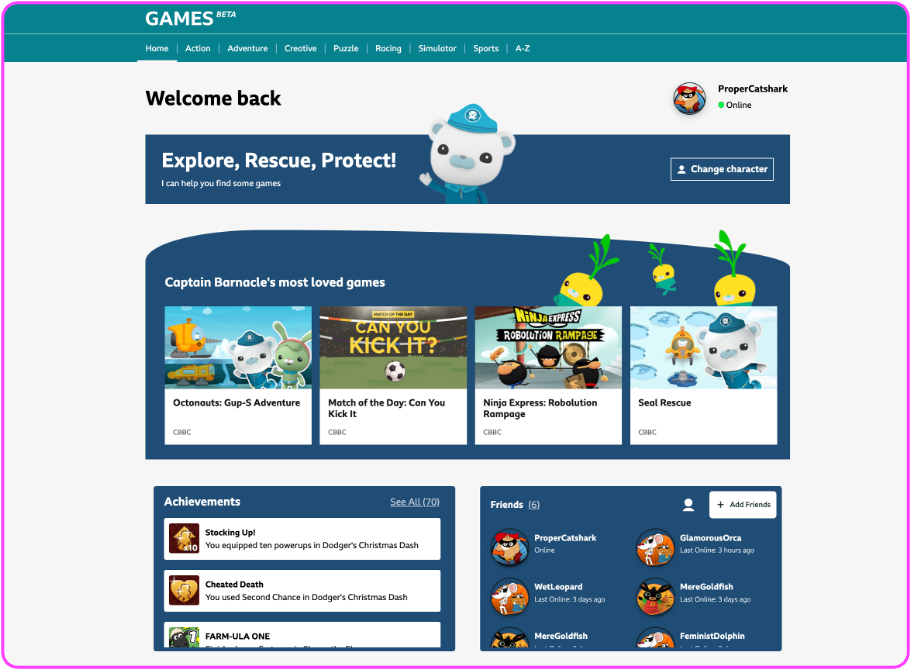 GAMES BETA
Home | Action | Adventure | Creative | Puzzle | Racing | Simulator | Sports | A-Z
Welcome back
ProperCatshark
Online
Explore, Rescue, Protect!
I can help you find some games
Change character
Captain Barnacle's most loved games
MATCH OF THE DAY
CAN YOU
KICK IT?
NINJA EXPRESS
ROBOLUTION RAMPAGE
Octonauts: Gup-S Adventure
CBBC
Match of the Day: Can You
Kick It
CBBC
Ninja Express: Robolution
Rampage
CBBC
Seal Rescue
CBBC
Achievements
See All (70)
x10
Stocking Up!
You equipped ten powerups in Dodger's Christmas Dash
Cheated Death
You used Second Chance in Dodger's Christmas Dash
1
FARM-ULA ONE
Friends (6)
+ Add Friends
ProperCatshark
Online
GlamorousOrca
Last Online: 3 hours ago
WetLeopard
Last Online: 3 days ago
MereGoldfish
Last Online: 3 days ago
MereGoldfish
FeministDolphin